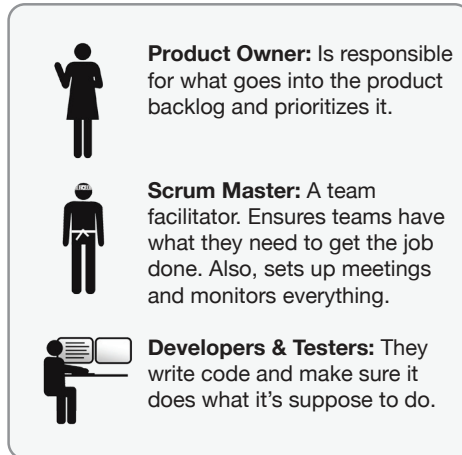 Product Owner: Is responsible
for what goes into the product
backlog and prioritizes it.
Scrum Master: A team
facilitator. Ensures teams have
what they need to get the job
done. Also, sets up meetings
and monitors everything.
Developers & Testers: They
write code and make sure it
does what it's suppose to do.